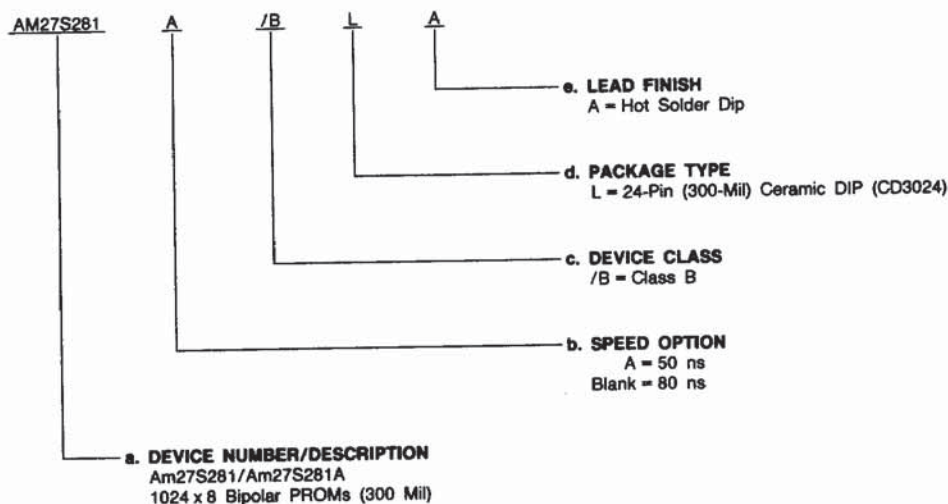 AM27S281 A /B L A
e. LEAD FINISH
A = Hot Solder Dip
d. PACKAGE TYPE
L = 24-Pin (300-Mil) Ceramic DIP (CD3024)
c. DEVICE CLASS
/B = Class B
b. SPEED OPTION
A = 50 ns
Blank = 80 ns
a. DEVICE NUMBER/DESCRIPTION
Am27S281/Am27S281A
1024 x 8 Bipolar PROMs (300 Mil)